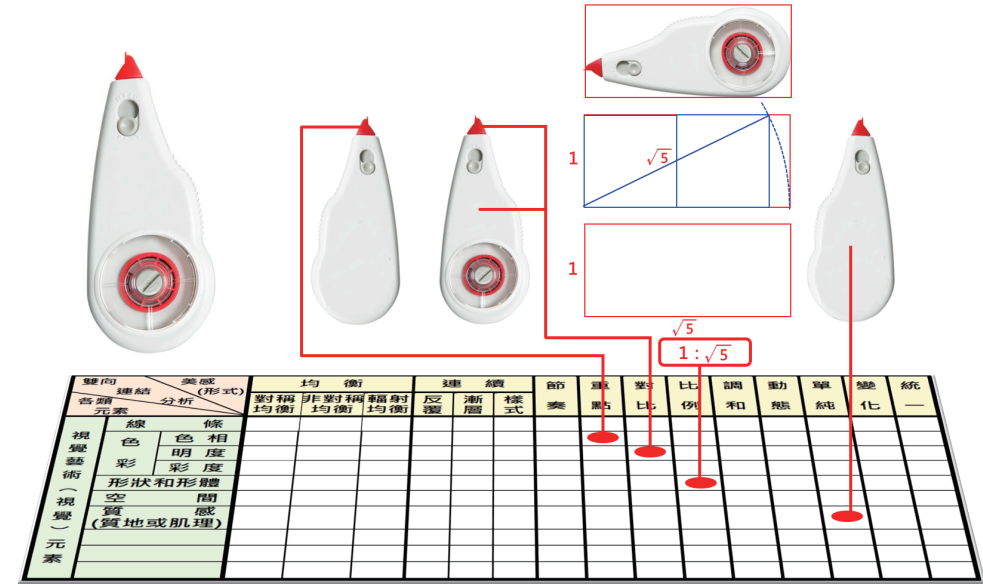 1
√5
1
√5
1:√5
雙向連結分析
美感(形式)
各類元素
均衡
連續
節奏
重點
對比
比例
調和
動態
單純
變化
統一
對稱均衡
非對稱均衡
輻射均衡
反覆
漸層
樣式
視覺藝術(視覺)元素
線條
色彩
色相
明度
彩度
形狀和形體
空間
質感
(質地或肌理)